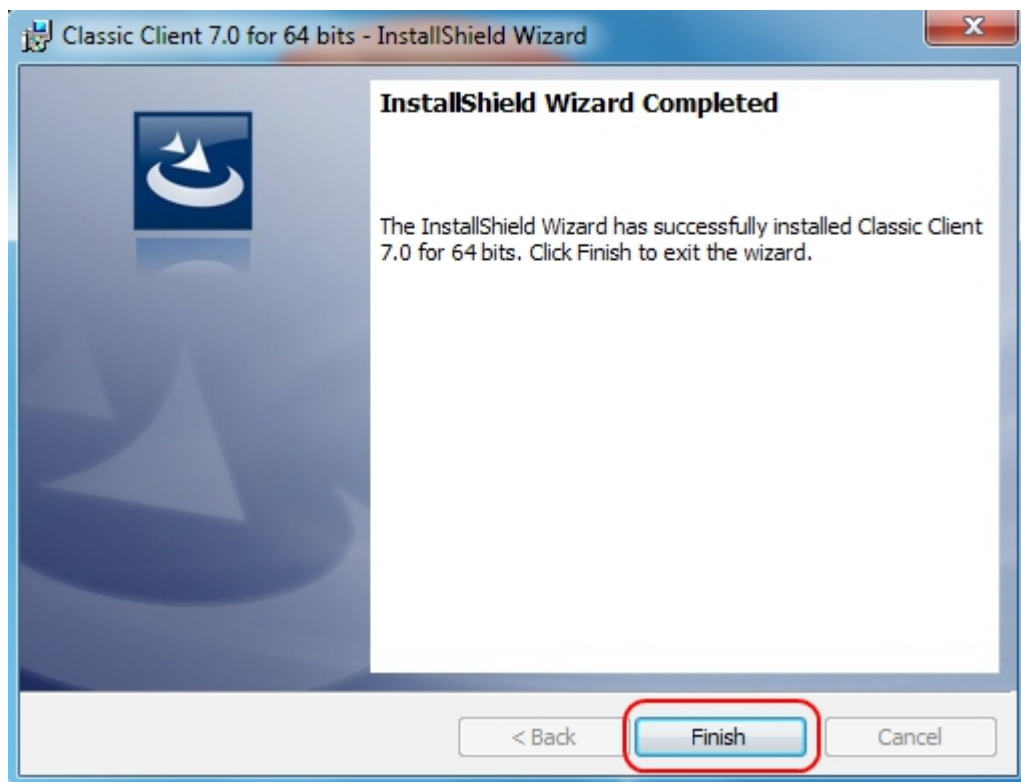 Classic Client 7.0 for 64 bits - InstallShield Wizard
InstallShield Wizard Completed
The InstallShield Wizard has successfully installed Classic Client
7.0 for 64 bits. Click Finish to exit the wizard.
< Back Finish Cancel